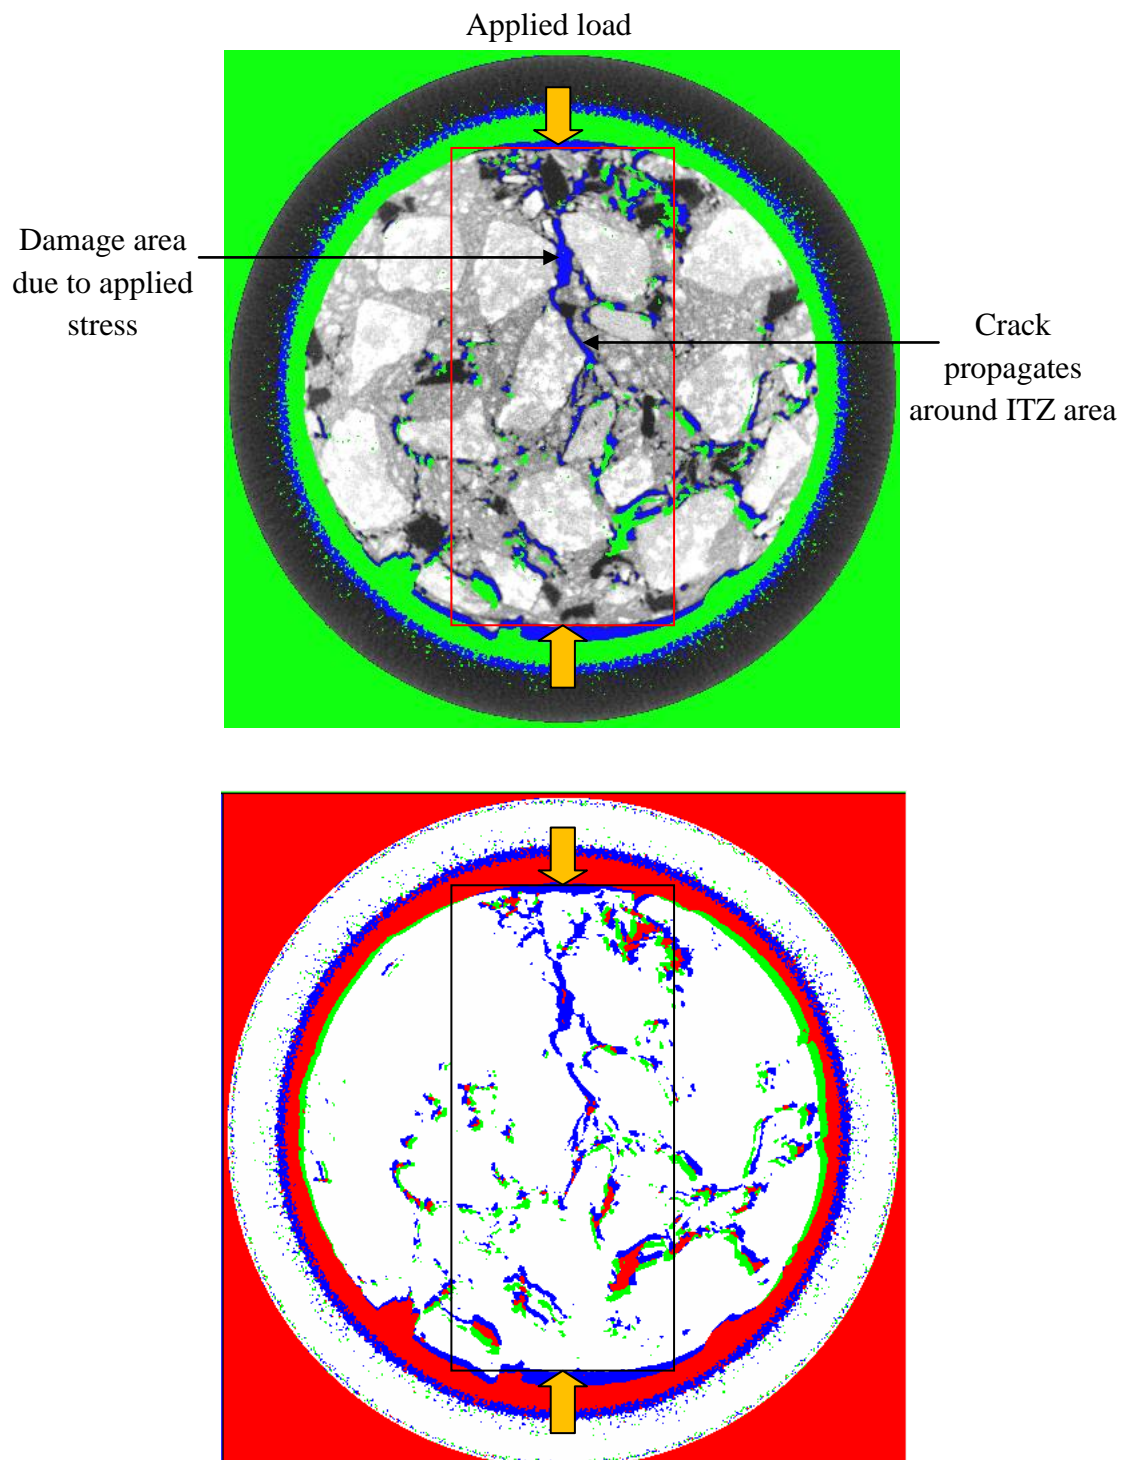 Applied load
Damage area
due to applied
stress
Crack
propagates
around ITZ area